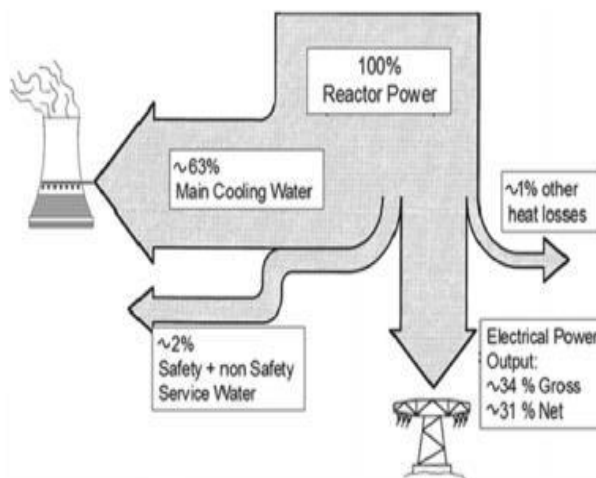 100%
Reactor Power
~63%
Main Cooling Water
~1% other
heat losses
~2%
Safety + non Safety
Service Water
Electrical Power
Output:
~34 % Gross
~31 % Net